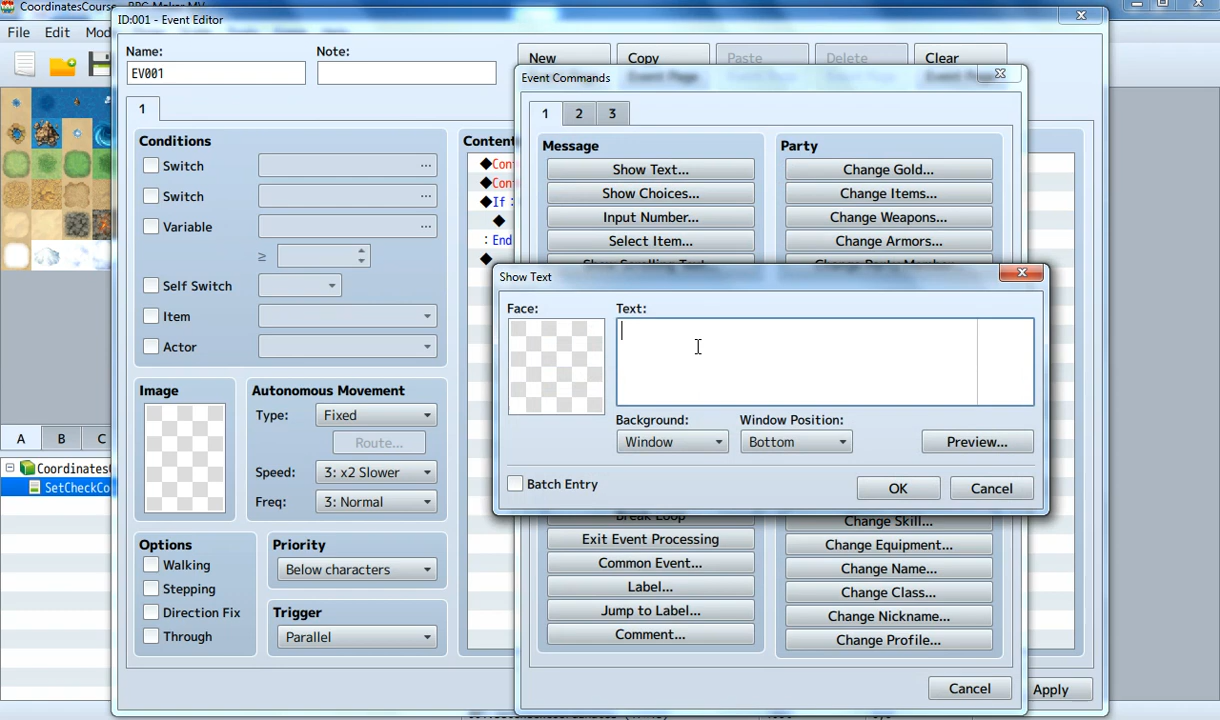 ID:001 - Event Editor
File Edit
Name:
EV001
Note:
New
Copy
Paste
Delete
Clear
Event Commands
1
1 2 3
Conditions
Switch
Switch
Variable
≥
Self Switch
Item
Actor
Message
Show Text...
Show Choices...
Input Number...
Select Item...
Party
Change Gold...
Change Items...
Change Weapons...
Change Armors...
◆If :
: End
◆
Show Text
Face:
Text:
Background:
Window
Window Position:
Bottom
Preview...
Batch Entry
OK
Cancel
Image
Autonomous Movement
Type: Fixed
Route...
Speed: 3: x2 Slower
Freq: 3: Normal
A B C
Options
Walking
Stepping
Direction Fix
Through
Priority
Below characters
Trigger
Parallel
Break Loop
Exit Event Processing
Common Event...
Label...
Jump to Label...
Comment...
Change Skill...
Change Equipment...
Change Name...
Change Class...
Change Nickname...
Change Profile...
Cancel
Apply